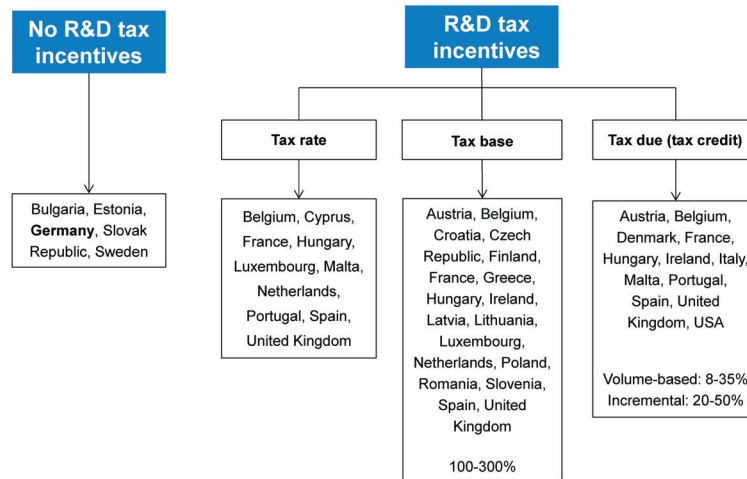 No R&D tax
incentives
R&D tax
incentives
Tax rate
Tax base
Tax due (tax credit)
Bulgaria, Estonia,
Germany, Slovak
Republic, Sweden
Belgium, Cyprus,
France, Hungary,
Luxembourg, Malta,
Netherlands,
Portugal, Spain,
United Kingdom
Austria, Belgium,
Croatia, Czech
Republic, Finland,
France, Greece,
Hungary, Ireland,
Latvia, Lithuania,
Luxembourg,
Netherlands, Poland,
Romania, Slovenia,
Spain, United
Kingdom
100-300%
Austria, Belgium,
Denmark, France,
Hungary, Ireland, Italy,
Malta, Portugal,
Spain, United
Kingdom, USA
Volume-based: 8-35%
Incremental: 20-50%